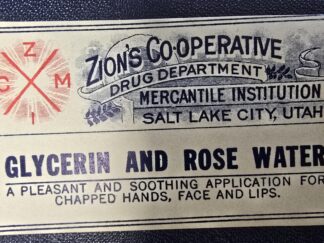 Z
C M
I
ZION'S CO-OPERATIVE
DRUG DEPARTMENT
MERCANTILE INSTITUTION
SALT LAKE CITY, UTAH
GLYCERIN AND ROSE WATER
A PLEASANT AND SOOTHING APPLICATION FOR
CHAPPED HANDS, FACE AND LIPS.